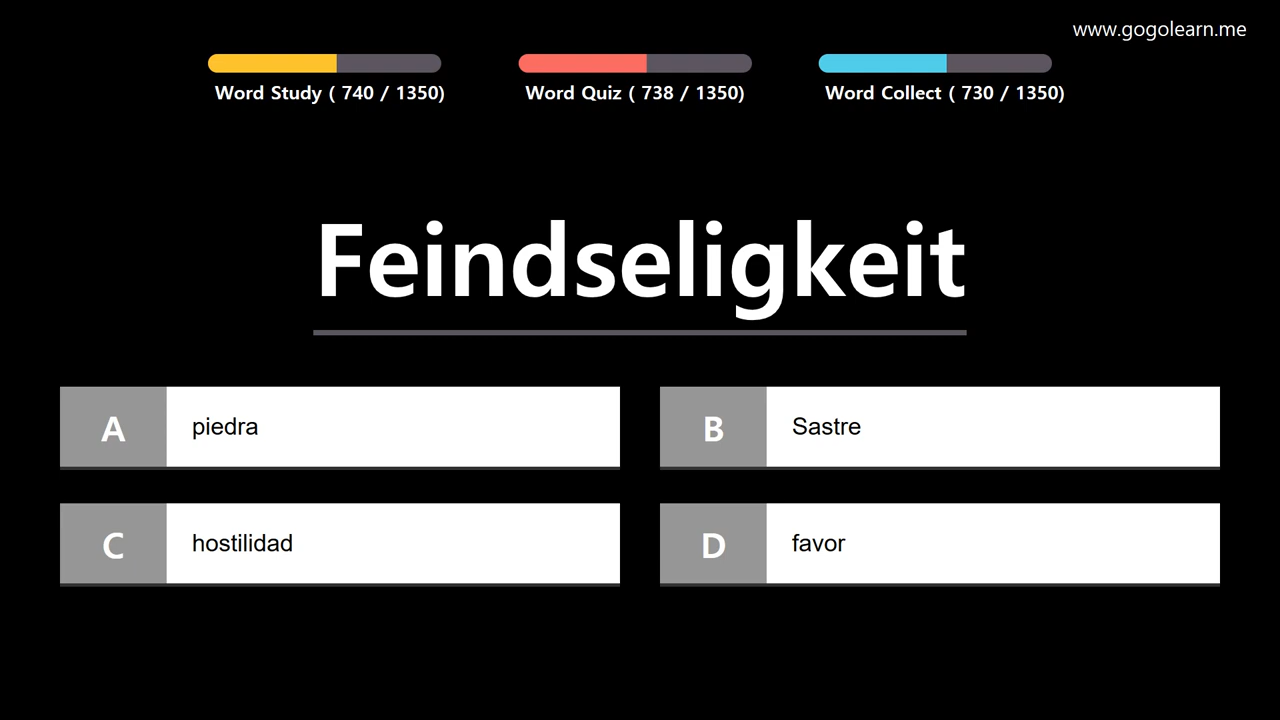 www.gogolearn.me
Word Study ( 740 / 1350)
Word Quiz ( 738 / 1350)
Word Collect ( 730 / 1350)
Feindseligkeit
A piedra
B Sastre
C hostilidad
D favor